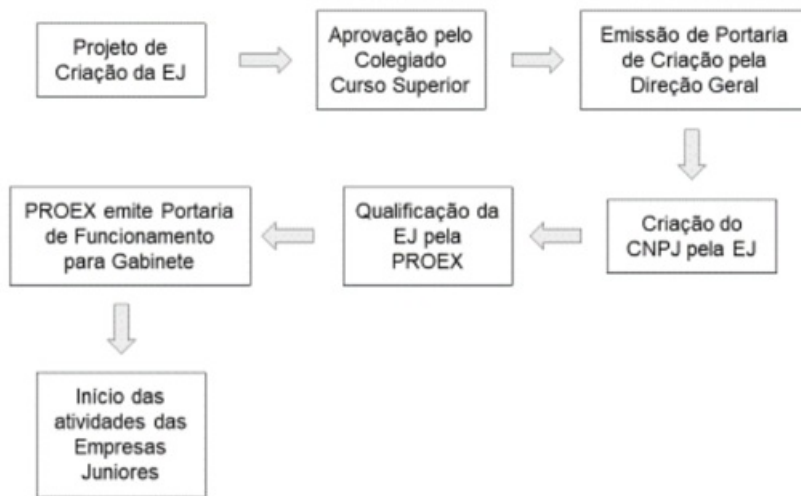 Projeto de
Criação da EJ
Aprovação pelo
Colegiado
Curso Superior
Emissão de Portaria
de Criação pela
Direção Geral
Criação do
CNPJ pela EJ
Qualificação da
EJ pela
PROEX
PROEX emite Portaria
de Funcionamento
para Gabinete
Início das
atividades das
Empresas
Juniores